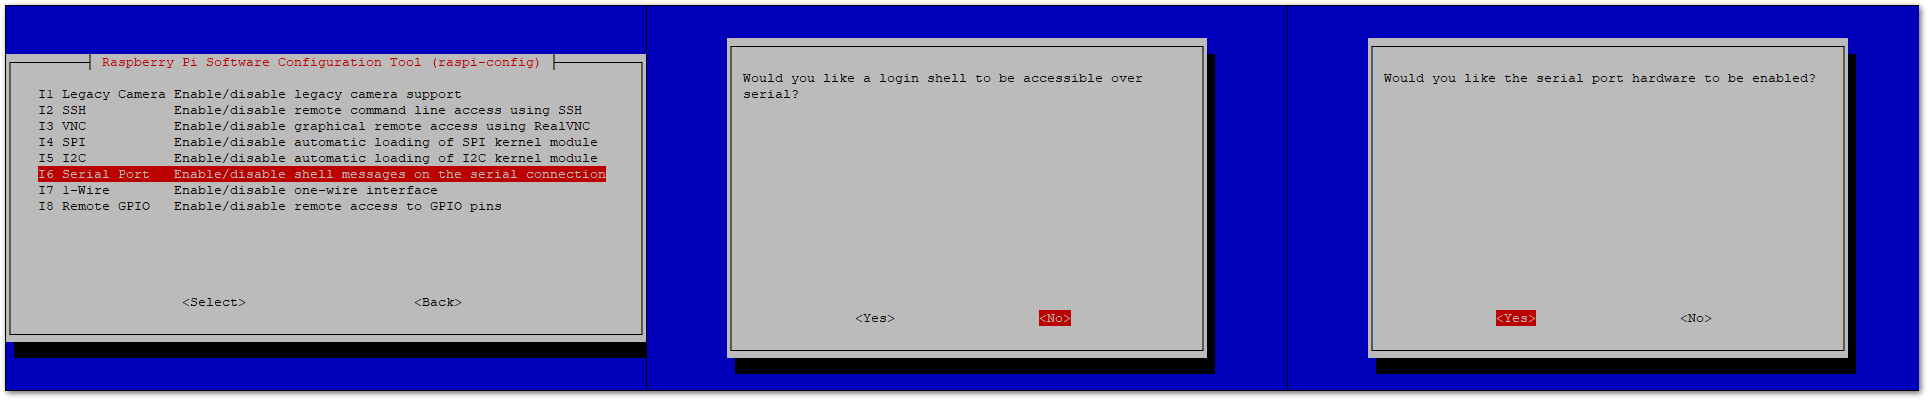 Raspberry Pi Software Configuration Tool (raspi-config)
I1 Legacy Camera Enable/disable legacy camera support
I2 SSH Enable/disable remote command line access using SSH
I3 VNC Enable/disable graphical remote access using RealVNC
I4 SPI Enable/disable automatic loading of SPI kernel module
I5 I2C Enable/disable automatic loading of I2C kernel module
I6 Serial Port Enable/disable shell messages on the serial connection
I7 1-Wire Enable/disable one-wire interface
I8 Remote GPIO Enable/disable remote access to GPIO pins
<Select> <Back>
Would you like a login shell to be accessible over
serial?
<Yes> <No>
Would you like the serial port hardware to be enabled?
<Yes> <No>